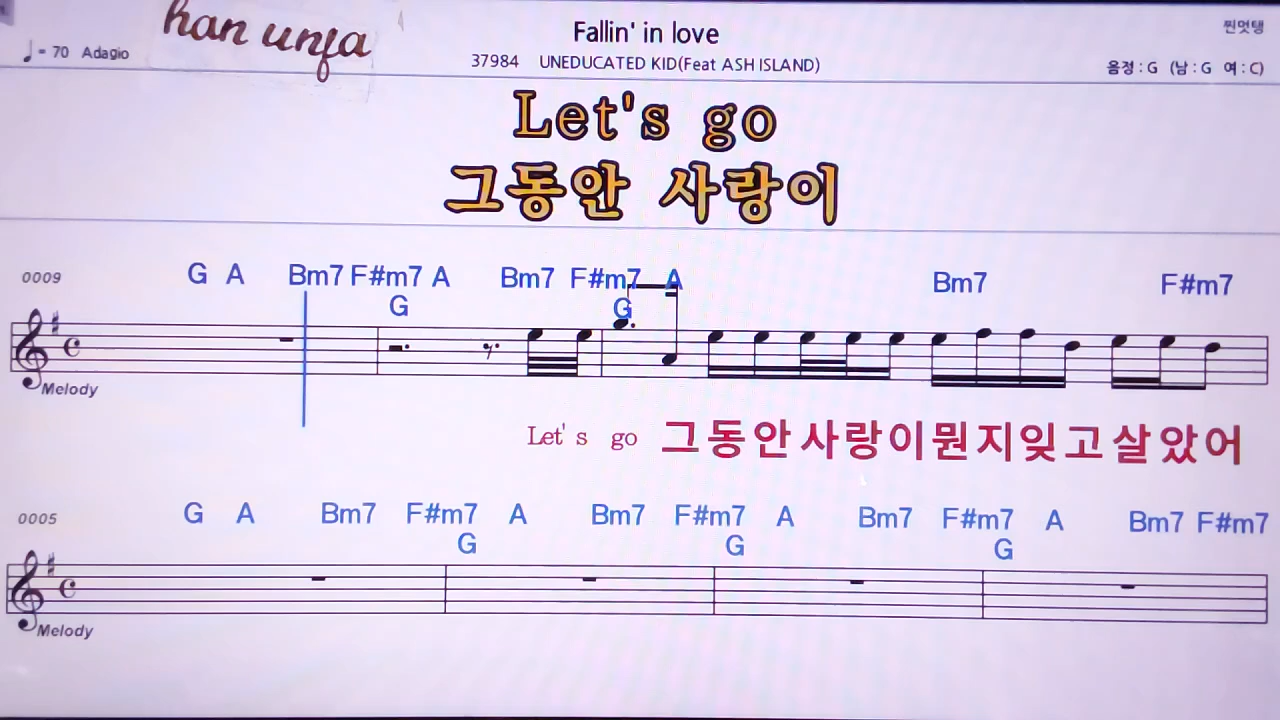 han unja
Fallin' in love
찐멋탱
♩= 70 Adagio
37984 UNEDUCATED KID(Feat ASH ISLAND)
음정 : G (남 : G 여 : C)
Let's go
그동안 사랑이
0009 G A Bm7 F#m7 A Bm7 F#m7 A Bm7 F#m7
G G
Melody
Let's go 그동안사랑이뭔지잊고살았어
0005 G A Bm7 F#m7 A Bm7 F#m7 A Bm7 F#m7 A Bm7 F#m7
G G G
Melody